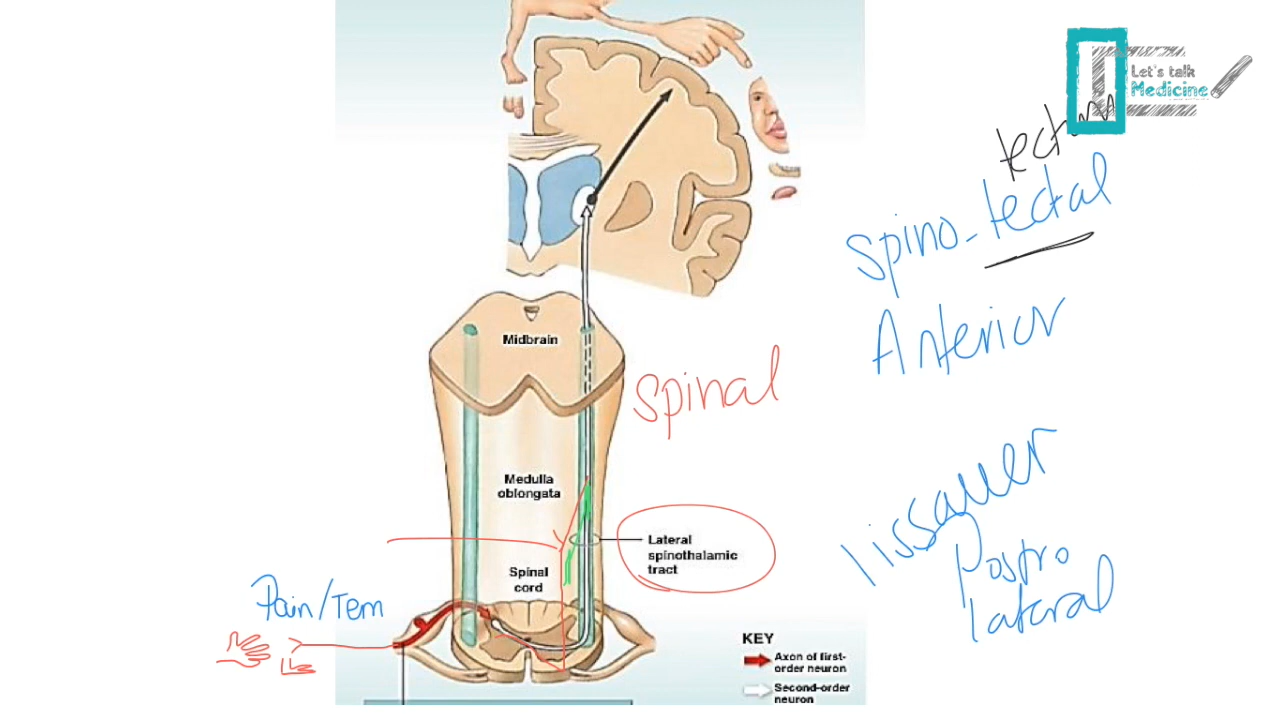 Let's talk
Medicine
tectum
Spino-tectal
Anterior
Midbrain
Spinal
Medulla
oblongata
lissauer
Lateral
spinothalamic
tract
Postro
lateral
Spinal
cord
Pain/Tem
KEY
Axon of first-
order neuron
Second-order
neuron